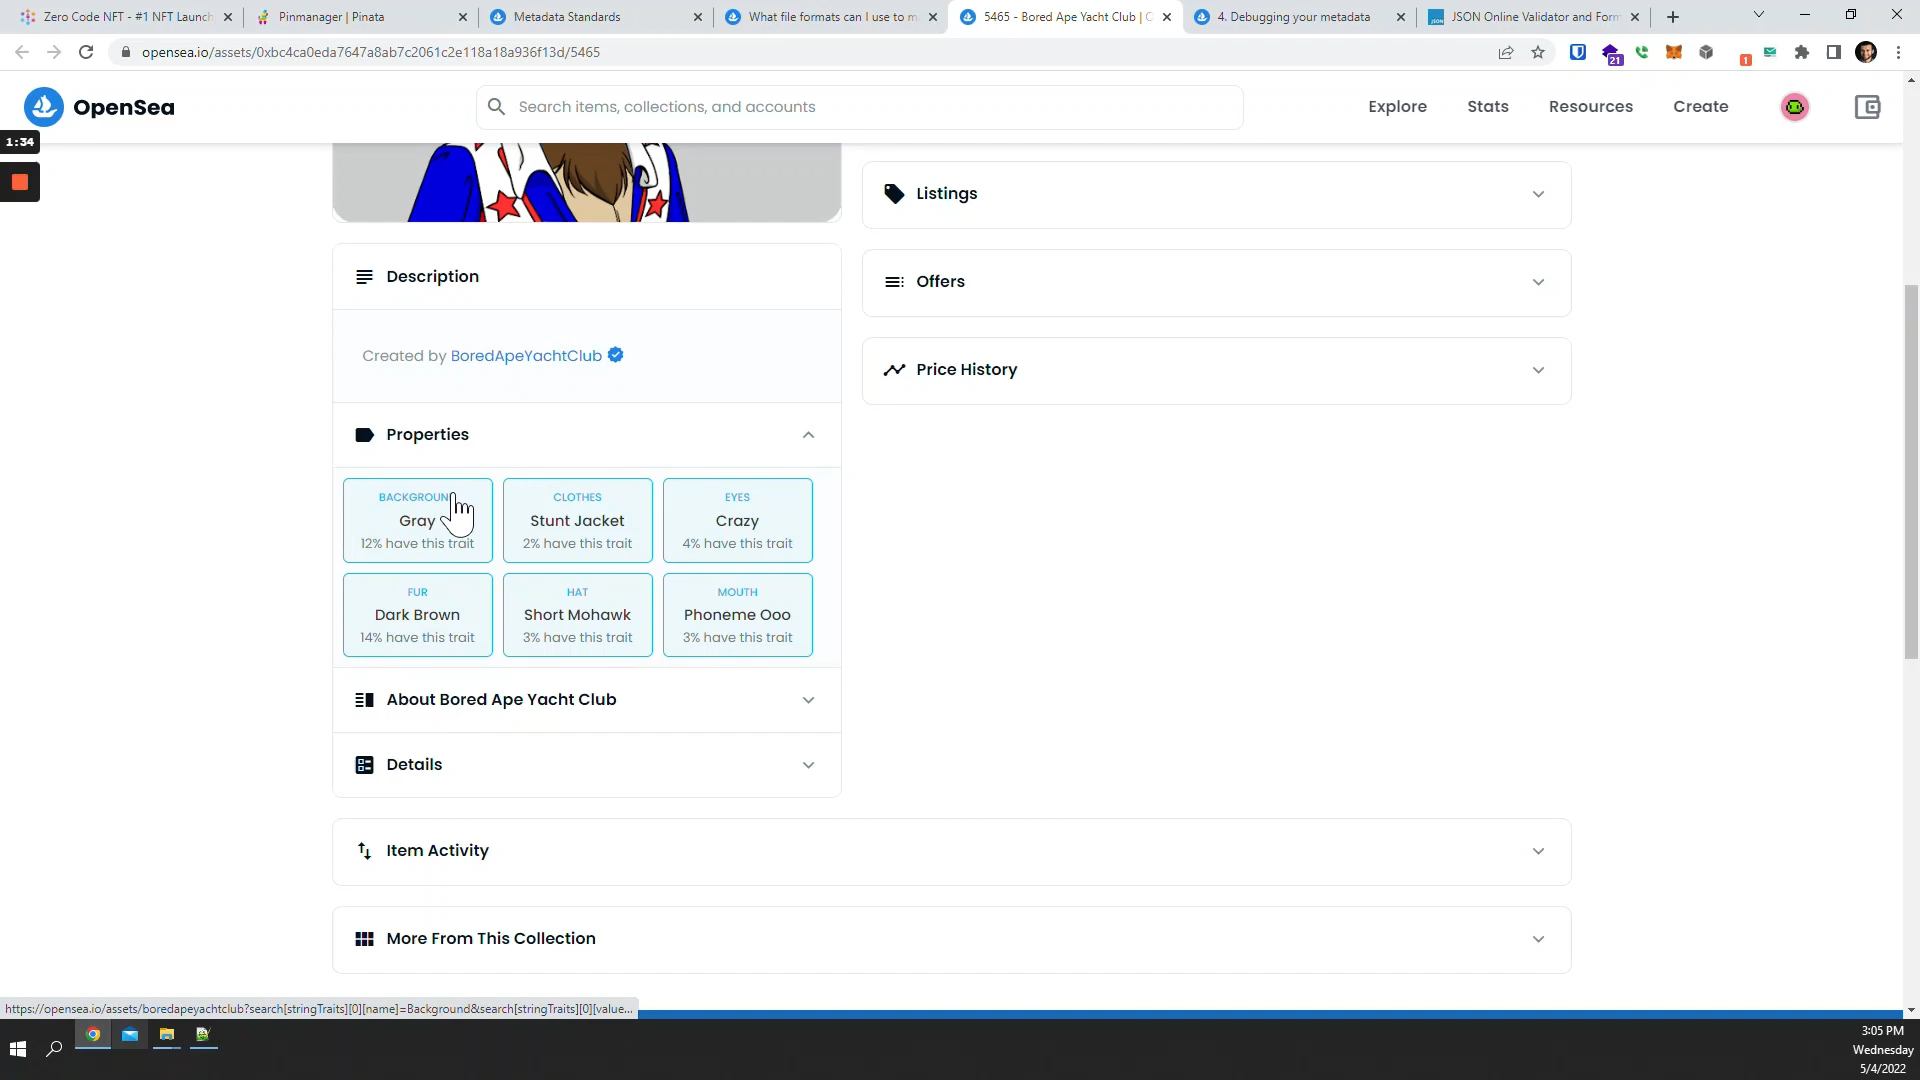 Zero Code NFT - #1 NFT Launch
Pinmanager | Pinata
Metadata Standards
What file formats can I use to m
5465 - Bored Ape Yacht Club |
4. Debugging your metadata
JSON Online Validator and Form
opensea.io/assets/0xbc4ca0eda7647a8ab7c2061c2e118a18a936f13d/5465
21
1
OpenSea
Search items, collections, and accounts
Explore
Stats
Resources
Create
1:34
Listings
Offers
Price History
Description
Created by BoredApeYachtClub
Properties
BACKGROUN
Gray
12% have this trait
CLOTHES
Stunt Jacket
2% have this trait
EYES
Crazy
4% have this trait
FUR
Dark Brown
14% have this trait
HAT
Short Mohawk
3% have this trait
MOUTH
Phoneme Ooo
3% have this trait
About Bored Ape Yacht Club
Details
Item Activity
More From This Collection
https://opensea.io/assets/boredapeyachtclub?search[stringTraits][0][name]=Background&search[stringTraits][0][value...
3:05 PM
Wednesday
5/4/2022